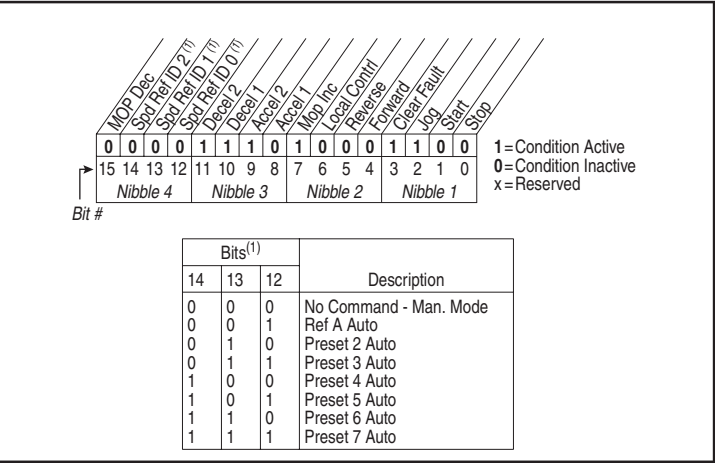 MOP Dec
Spd Ref ID 2(1)
Spd Ref ID 1(1)
Spd Ref ID 0(1)
Decel 2
Decel 1
Accel 2
Accel 1
Mop Inc
Local Contrl
Reverse
Forward
Clear Fault
Jog
Start
Stop
0 0 0 0 1 1 1 0 1 0 0 0 1 1 0 0
15 14 13 12 11 10 9 8 7 6 5 4 3 2 1 0
Nibble 4 Nibble 3 Nibble 2 Nibble 1
Bit #
1=Condition Active
0=Condition Inactive
x=Reserved
Bits(1)
14 13 12 Description
0 0 0 No Command - Man. Mode
0 0 1 Ref A Auto
0 1 0 Preset 2 Auto
0 1 1 Preset 3 Auto
1 0 0 Preset 4 Auto
1 0 1 Preset 5 Auto
1 1 0 Preset 6 Auto
1 1 1 Preset 7 Auto